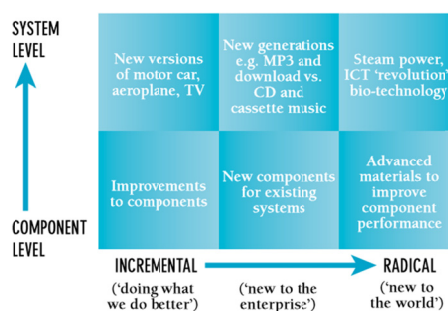 SYSTEM
LEVEL
New versions
of motor car,
aeroplane, TV
New generations
e.g. MP3 and
download vs.
CD and
cassette music
Steam power,
ICT ‘revolution’
bio-technology
Improvements
to components
New components
for existing
systems
Advanced
materials to
improve
component
performance
COMPONENT
LEVEL
INCREMENTAL
RADICAL
(‘doing what
we do better’)
(‘new to the
enterprise’)
(‘new to
the world’)